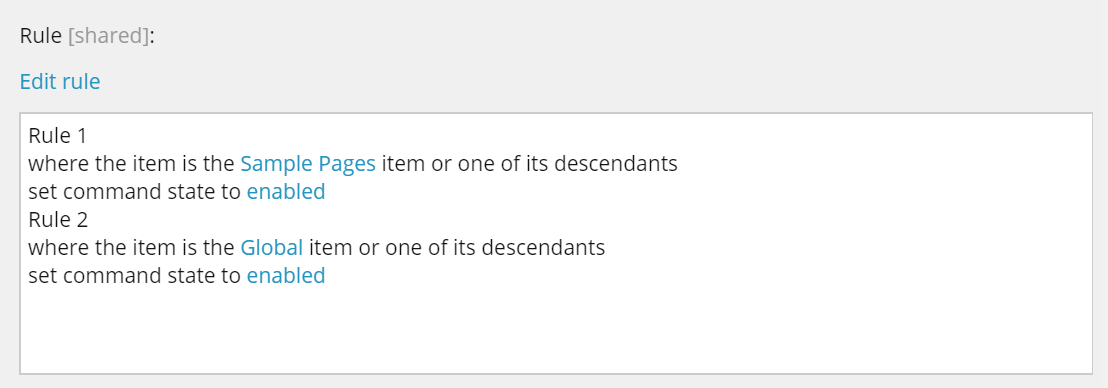 Rule [shared]:
Edit rule
Rule 1
where the item is the Sample Pages item or one of its descendants
set command state to enabled
Rule 2
where the item is the Global item or one of its descendants
set command state to enabled